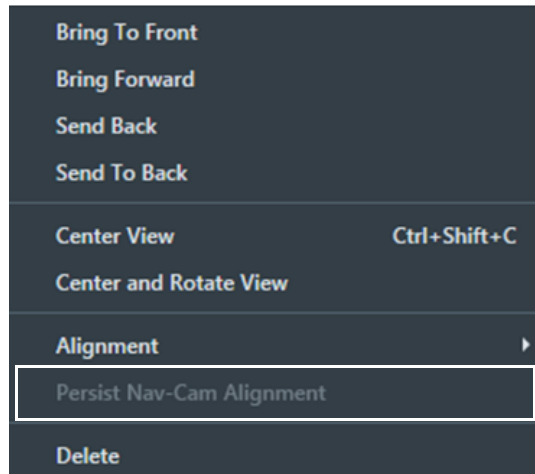 Bring To Front
Bring Forward
Send Back
Send To Back
Center View Ctrl+Shift+C
Center and Rotate View
Alignment
Persist Nav-Cam Alignment
Delete